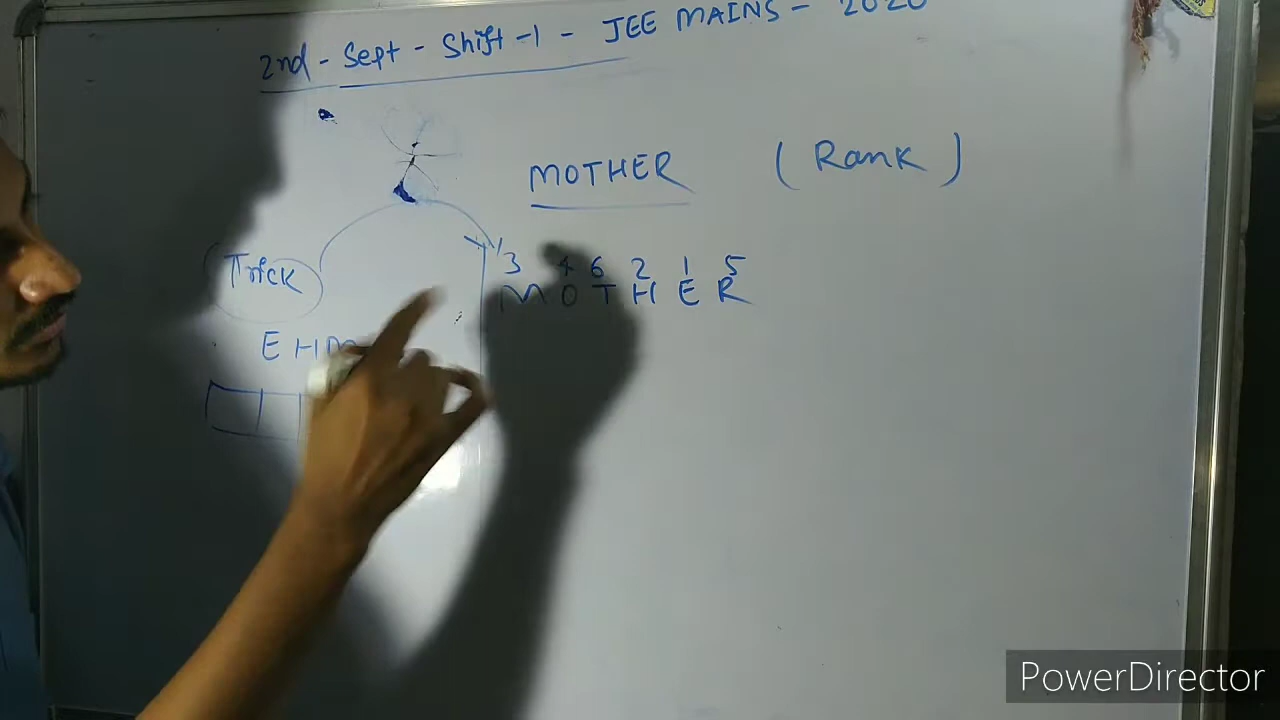 2nd - Sept - Shift-1 - JEE MAINS - 2020
MOTHER (Rank)
Trick
3 4 6 2 1 5
M O T H E R
E H M
PowerDirector